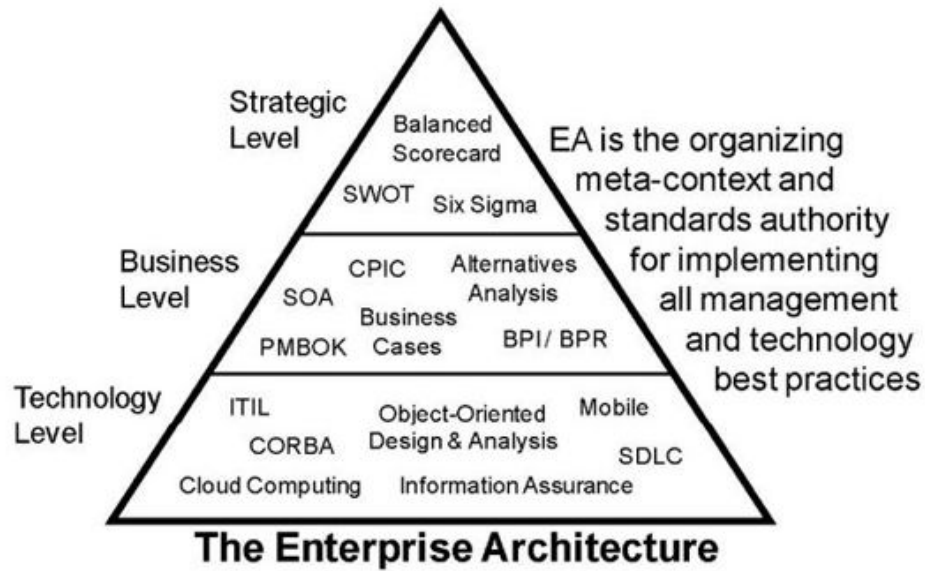 Strategic
Level
Balanced
Scorecard
SWOT
Six Sigma
EA is the organizing
meta-context and
standards authority
for implementing
all management
and technology
best practices
Business
Level
CPIC
Alternatives
Analysis
SOA
Business
Cases
PMBOK
BPI / BPR
Technology
Level
ITIL
Object-Oriented
Design & Analysis
Mobile
CORBA
SDLC
Cloud Computing
Information Assurance
The Enterprise Architecture